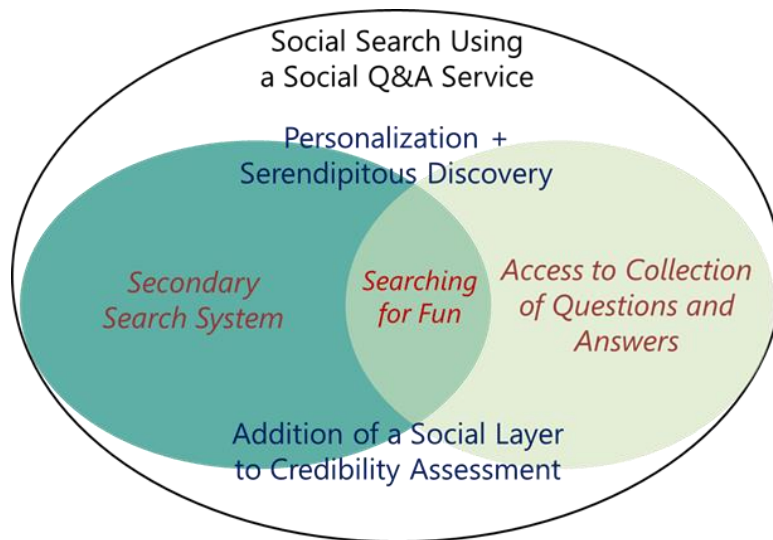 Social Search Using
a Social Q&A Service
Personalization +
Serendipitous Discovery
Secondary
Search System
Searching
for Fun
Access to Collection
of Questions and
Answers
Addition of a Social Layer
to Credibility Assessment